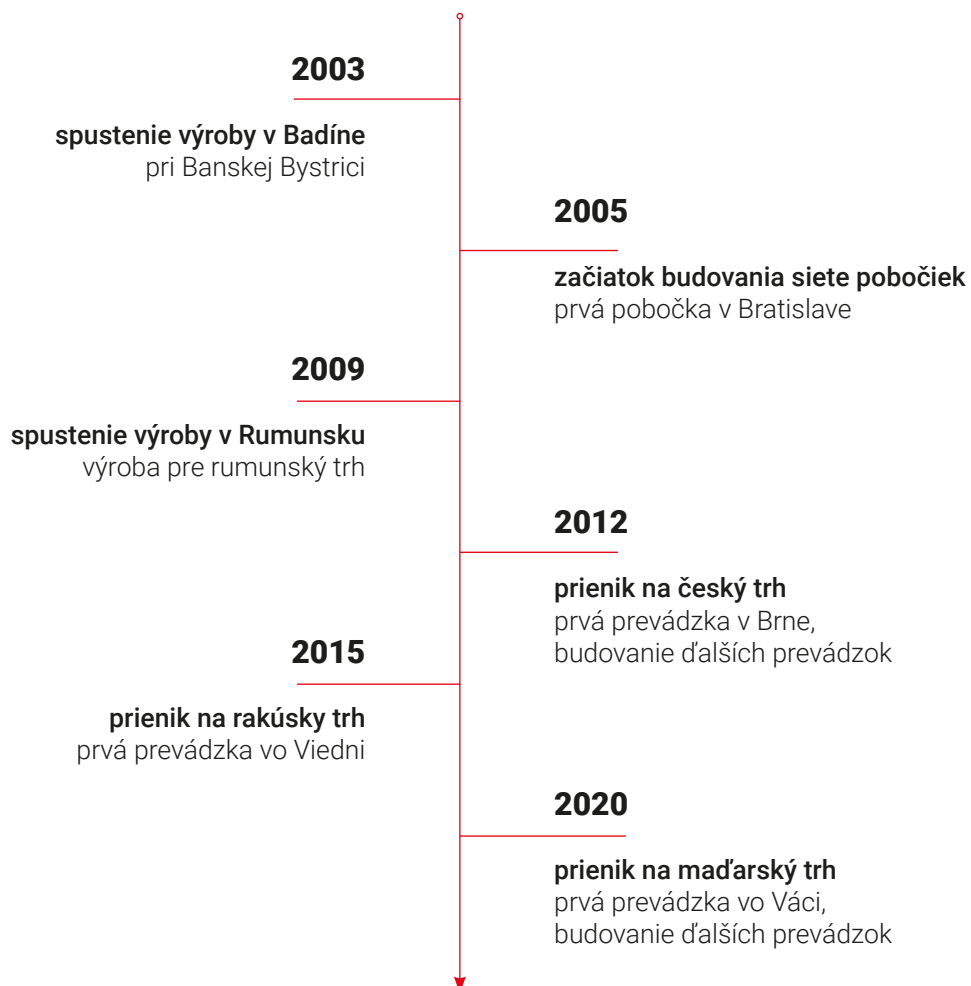 2003
spustenie výroby v Badíne
pri Banskej Bystrici
2005
začiatok budovania siete pobočiek
prvá pobočka v Bratislave
2009
spustenie výroby v Rumunsku
výroba pre rumunský trh
2012
prienik na český trh
prvá prevádzka v Brne,
budovanie ďalších prevádzok
2015
prienik na rakúsky trh
prvá prevádzka vo Viedni
2020
prienik na maďarský trh
prvá prevádzka vo Váci,
budovanie ďalších prevádzok